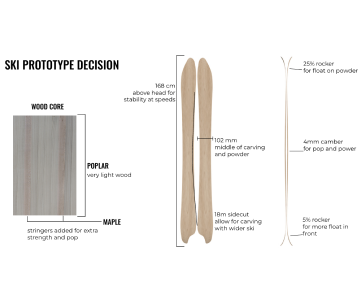 SKI PROTOTYPE DECISION
WOOD CORE
POPLAR
very light wood
MAPLE
stringers added for extra
strength and pop
168 cm
above head for
stability at speeds
102 mm
middle of carving
and powder
18m sidecut
allow for carving
with wider ski
25% rocker
for float on powder
4mm camber
for pop and power
5% rocker
for more float in
front